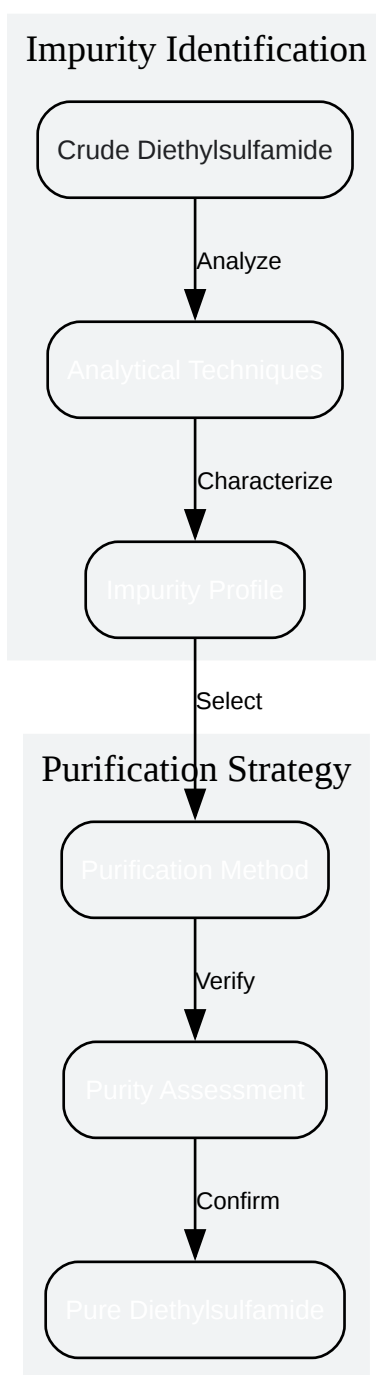 Impurity Identification
Crude Diethylsulfamide
Analyze
Analytical Techniques
Characterize
Impurity Profile
Select
Purification Strategy
Purification Method
Verify
Purity Assessment
Confirm
Pure Diethylsulfamide